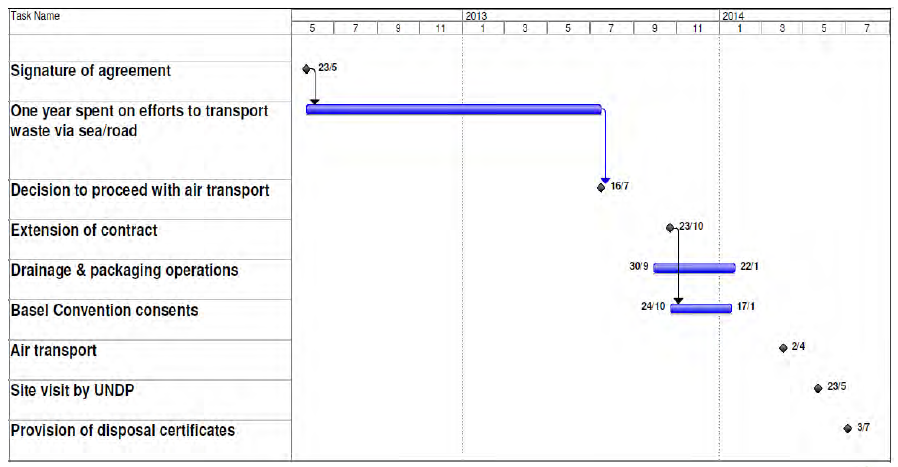 Task Name
2013
2014
5 7 9 11 1 3 5 7 9 11 1 3 5 7
Signature of agreement
23/5
One year spent on efforts to transport
waste via sea/road
Decision to proceed with air transport
16/7
Extension of contract
23/10
Drainage & packaging operations
30/9
22/1
Basel Convention consents
24/10
17/1
Air transport
2/4
Site visit by UNDP
23/5
Provision of disposal certificates
3/7